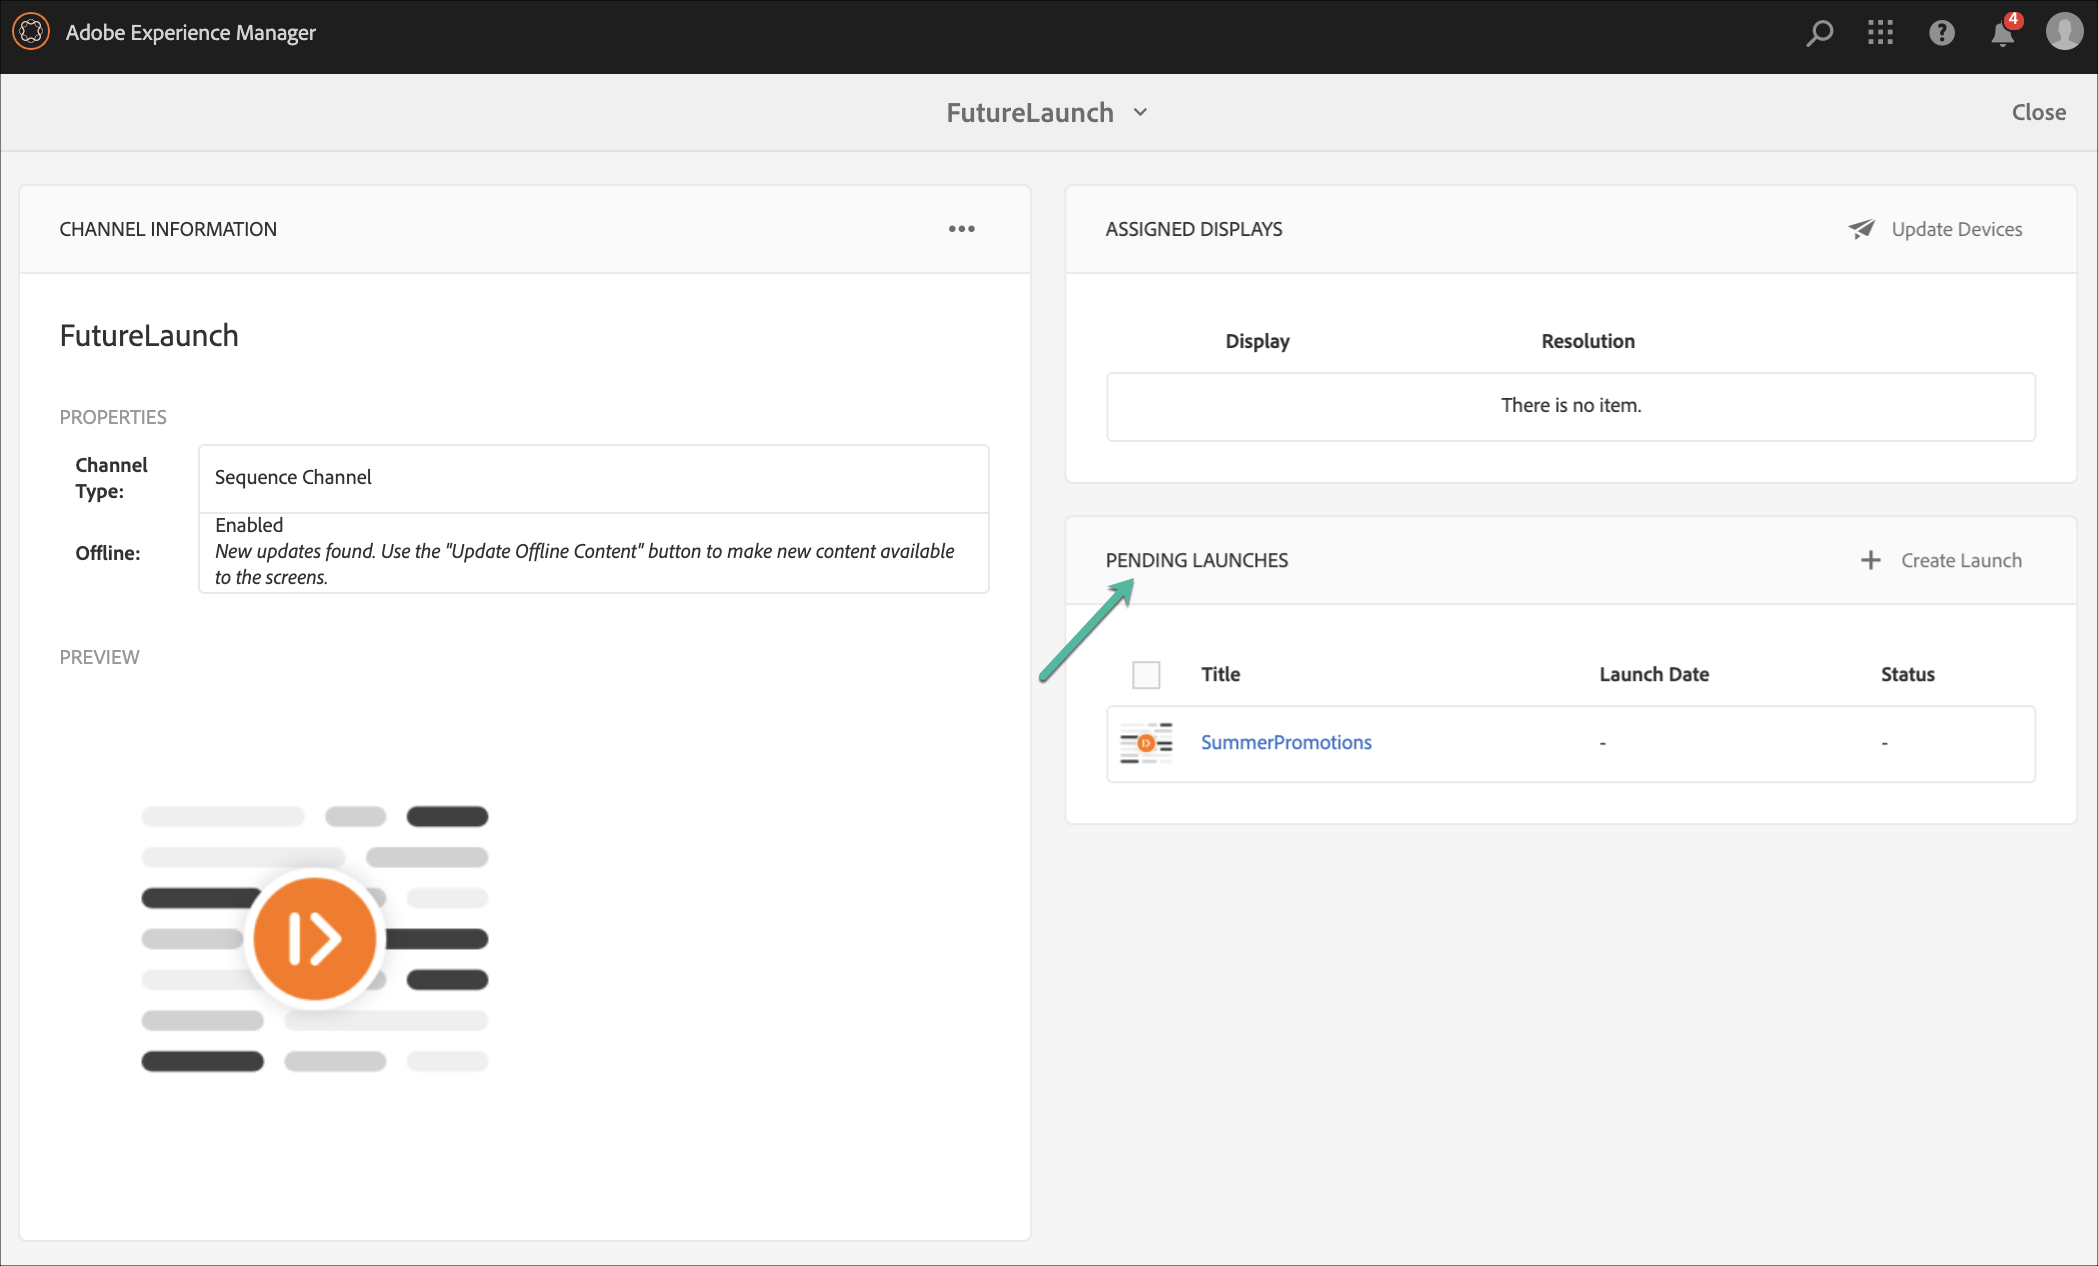 Adobe Experience Manager
4
FutureLaunch
Close
CHANNEL INFORMATION
FutureLaunch
PROPERTIES
Channel
Type:
Sequence Channel
Offline:
Enabled
New updates found. Use the "Update Offline Content" button to make new content available
to the screens.
PREVIEW
ASSIGNED DISPLAYS
Update Devices
Display Resolution
There is no item.
PENDING LAUNCHES
Create Launch
Title Launch Date Status
SummerPromotions - -